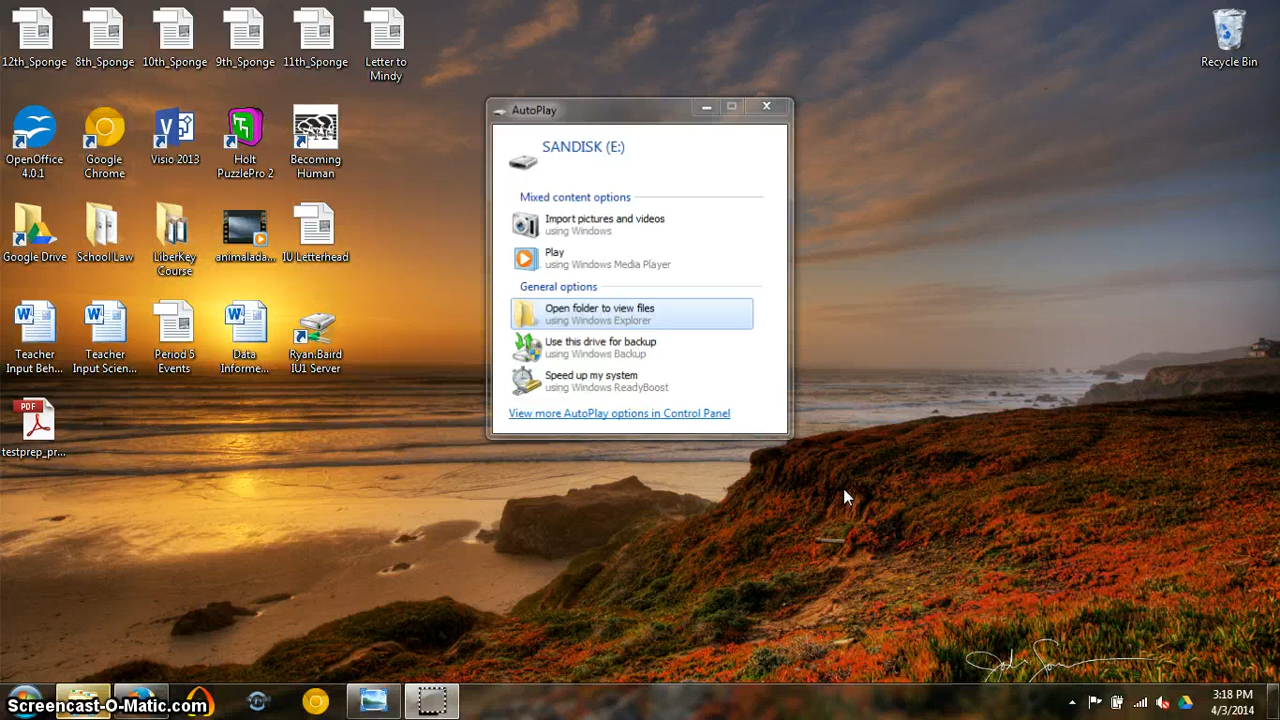 12th_Sponge
8th_Sponge
10th_Sponge
9th_Sponge
11th_Sponge
Letter to
Mindy
Recycle Bin
OpenOffice
4.0.1
Google
Chrome
Visio 2013
Holt
PuzzlePro 2
Becoming
Human
Google Drive
School Law
LiberKey
Course
animalada...
IU Letterhead
Teacher
Input Beh...
Teacher
Input Scien...
Period 5
Events
Data
Informe...
Ryan.Baird
IU1 Server
PDF
testprep_pr...
AutoPlay
SANDISK (E:)
Mixed content options
Import pictures and videos
using Windows
Play
using Windows Media Player
General options
Open folder to view files
using Windows Explorer
Use this drive for backup
using Windows Backup
Speed up my system
using Windows ReadyBoost
View more AutoPlay options in Control Panel
Screencast-O-Matic.com
3:18 PM
4/3/2014